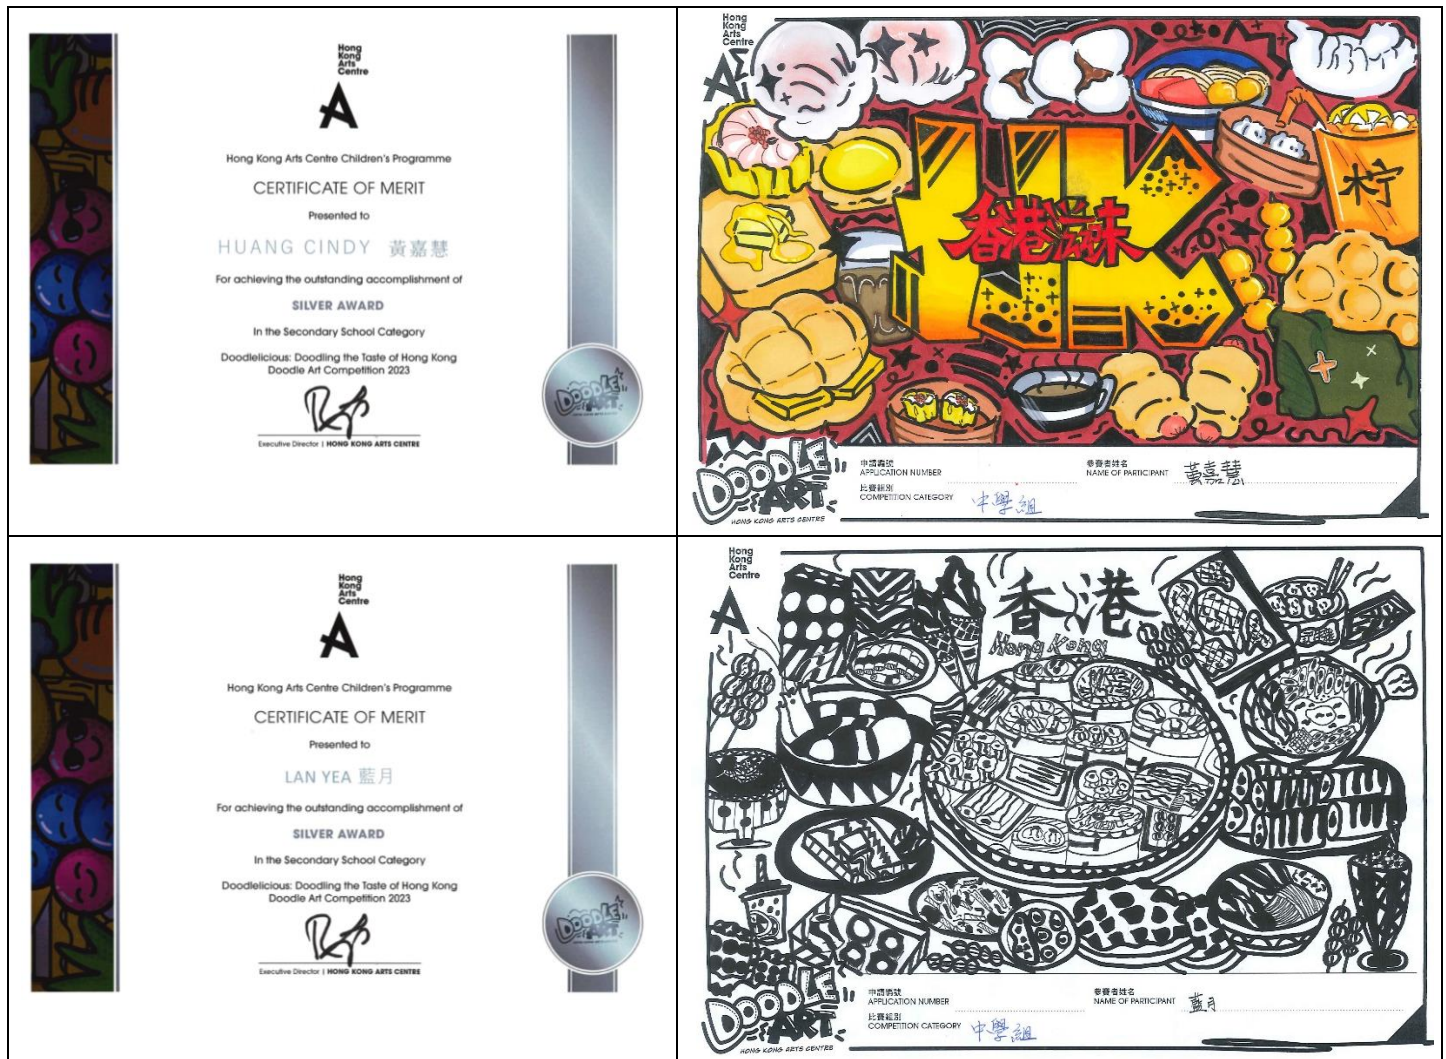 Hong
Kong
Arts
Centre
Hong Kong Arts Centre Children's Programme
CERTIFICATE OF MERIT
Presented to
HUANG CINDY 黃嘉慧
For achieving the outstanding accomplishment of
SILVER AWARD
In the Secondary School Category
Doodlelicious: Doodling the Taste of Hong Kong
Doodle Art Competition 2023
Executive Director | HONG KONG ARTS CENTRE
DOODLE
ART
Hong
Kong
Arts
Centre
HK
香港滋味
柠
DOODLE
ART
HONG KONG ARTS CENTRE
申請編號
APPLICATION NUMBER
參賽者姓名
NAME OF PARTICIPANT 黃嘉慧
比賽組別
COMPETITION CATEGORY 中學組
Hong
Kong
Arts
Centre
Hong Kong Arts Centre Children's Programme
CERTIFICATE OF MERIT
Presented to
LAN YEA 藍月
For achieving the outstanding accomplishment of
SILVER AWARD
In the Secondary School Category
Doodlelicious: Doodling the Taste of Hong Kong
Doodle Art Competition 2023
Executive Director | HONG KONG ARTS CENTRE
DOODLE
ART
Hong
Kong
Arts
Centre
香港
Hong Kong
DOODLE
ART
HONG KONG ARTS CENTRE
申請編號
APPLICATION NUMBER
參賽者姓名
NAME OF PARTICIPANT 藍月
比賽組別
COMPETITION CATEGORY 中學組